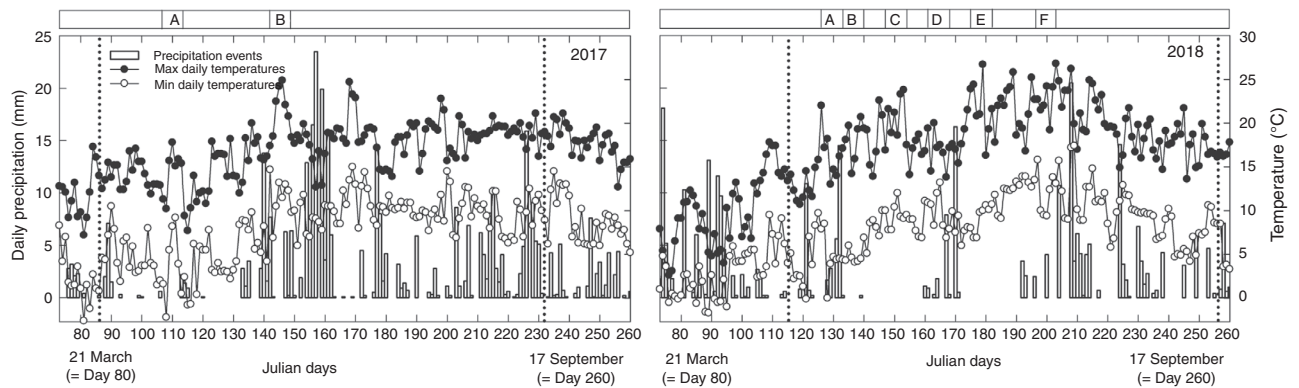 A B
A B C D E F
25 20 15 10 5 0
Daily precipitation (mm)
Precipitation events
Max daily temperatures
Min daily temperatures
2017
80 90 100 110 120 130 140 150 160 170 180 190 200 210 220 230 240 250 260
21 March
(= Day 80)
Julian days
17 September
(= Day 260)
2018
30 25 20 15 10 5 0
Temperature (°C)
80 90 100 110 120 130 140 150 160 170 180 190 200 210 220 230 240 250 260
21 March
(= Day 80)
Julian days
17 September
(= Day 260)